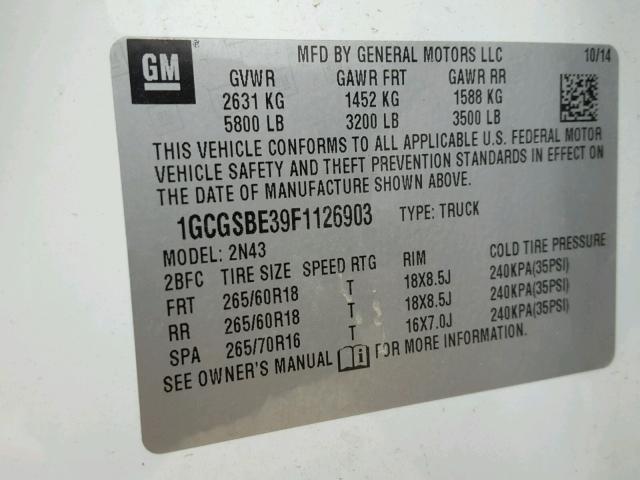 GM
MFD BY GENERAL MOTORS LLC 10/14
GVWR GAWR FRT GAWR RR
2631 KG 1452 KG 1588 KG
5800 LB 3200 LB 3500 LB
THIS VEHICLE CONFORMS TO ALL APPLICABLE U.S. FEDERAL MOTOR
VEHICLE SAFETY AND THEFT PREVENTION STANDARDS IN EFFECT ON
THE DATE OF MANUFACTURE SHOWN ABOVE.
1GCGSBE39F1126903 TYPE: TRUCK
MODEL: 2N43
2BFC TIRE SIZE SPEED RTG RIM COLD TIRE PRESSURE
FRT 265/60R18 T 18X8.5J 240KPA(35PSI)
RR 265/60R18 T 18X8.5J 240KPA(35PSI)
SPA 265/70R16 T 16X7.0J 240KPA(35PSI)
SEE OWNER'S MANUAL FOR MORE INFORMATION.